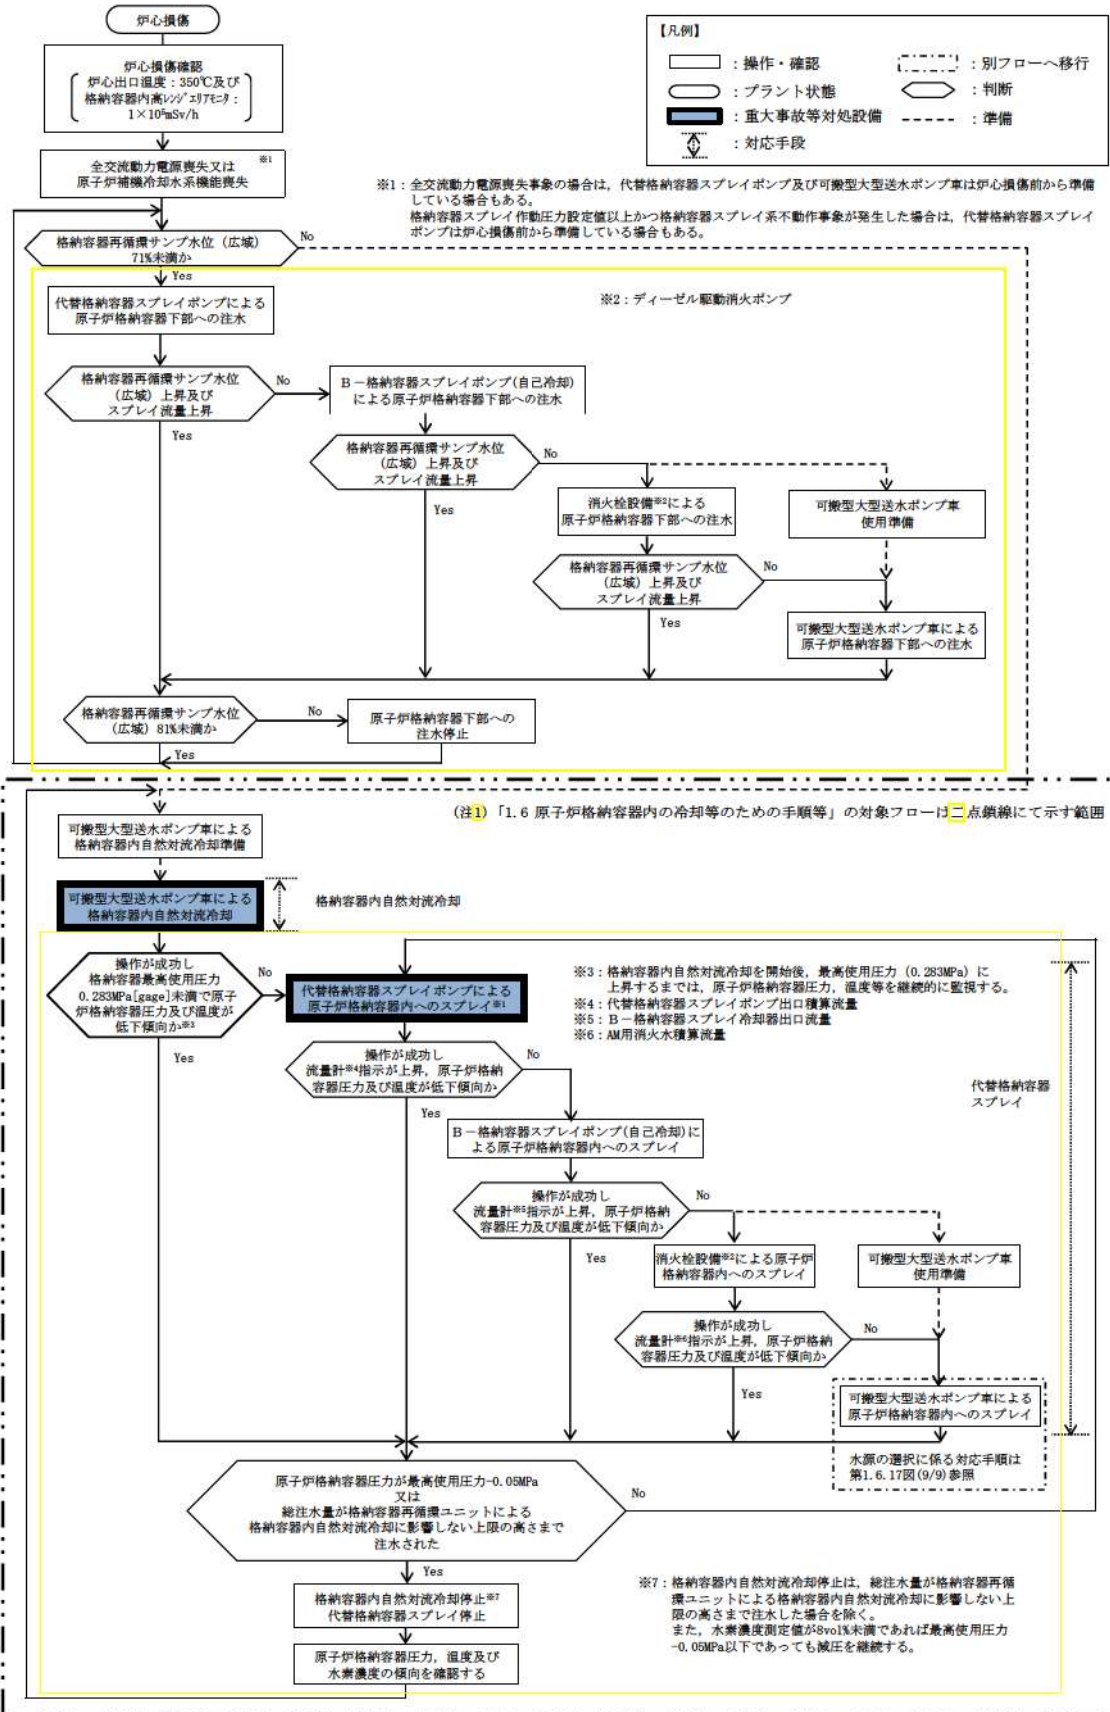 炉心損傷
炉心損傷確認
炉心出口温度：350℃及び
格納容器内高ﾚﾝｼﾞｴﾘｱﾓﾆﾀ：
1×10⁵mSv/h
全交流動力電源喪失又は ※1
原子炉補機冷却水系機能喪失
【凡例】
：操作・確認
：別フローへ移行
：プラント状態
：判断
：重大事故等対処設備
：準備
：対応手段
※1：全交流動力電源喪失事象の場合は，代替格納容器スプレイポンプ及び可搬型大型送水ポンプ車は炉心損傷前から準備
している場合もある。
格納容器スプレイ作動圧力設定値以上かつ格納容器スプレイ系不動作事象が発生した場合は，代替格納容器スプレイ
ポンプは炉心損傷前から準備している場合もある。
格納容器再循環サンプ水位（広域）
71%未満か
No
Yes
代替格納容器スプレイポンプによる
原子炉格納容器下部への注水
※2：ディーゼル駆動消火ポンプ
格納容器再循環サンプ水位
（広域）上昇及び
スプレイ流量上昇
No
Yes
B－格納容器スプレイポンプ(自己冷却)
による原子炉格納容器下部への注水
格納容器再循環サンプ水位
（広域）上昇及び
スプレイ流量上昇
No
Yes
消火栓設備※2による
原子炉格納容器下部への注水
可搬型大型送水ポンプ車
使用準備
格納容器再循環サンプ水位
（広域）上昇及び
スプレイ流量上昇
No
Yes
可搬型大型送水ポンプ車による
原子炉格納容器下部への注水
格納容器再循環サンプ水位
（広域）81%未満か
No
Yes
原子炉格納容器下部への
注水停止
(注1)「1.6 原子炉格納容器内の冷却等のための手順等」の対象フローは二点鎖線にて示す範囲
可搬型大型送水ポンプ車による
格納容器内自然対流冷却準備
可搬型大型送水ポンプ車による
格納容器内自然対流冷却
格納容器内自然対流冷却
操作が成功し
格納容器最高使用圧力
0.283MPa[gage]未満で原子
炉格納容器圧力及び温度が
低下傾向か※3
No
Yes
代替格納容器スプレイポンプによる
原子炉格納容器内へのスプレイ※1
※3：格納容器内自然対流冷却を開始後，最高使用圧力（0.283MPa）に
上昇するまでは，原子炉格納容器圧力，温度等を継続的に監視する。
※4：代替格納容器スプレイポンプ出口積算流量
※5：B－格納容器スプレイ冷却器出口流量
※6：AM用消火水積算流量
操作が成功し
流量計※4指示が上昇，原子炉格納
容器圧力及び温度が低下傾向か
No
Yes
代替格納容器
スプレイ
B－格納容器スプレイポンプ(自己冷却)に
よる原子炉格納容器内へのスプレイ
操作が成功し
流量計※5指示が上昇，原子炉格納
容器圧力及び温度が低下傾向か
No
Yes
消火栓設備※2による原子炉
格納容器内へのスプレイ
可搬型大型送水ポンプ車
使用準備
操作が成功し
流量計※6指示が上昇，原子炉格納
容器圧力及び温度が低下傾向か
No
Yes
可搬型大型送水ポンプ車による
原子炉格納容器内へのスプレイ
水源の選択に係る対応手順は
第1.6.17図(9/9)参照
原子炉格納容器圧力が最高使用圧力-0.05MPa
又は
総注水量が格納容器再循環ユニットによる
格納容器内自然対流冷却に影響しない上限の高さまで
注水された
No
Yes
格納容器内自然対流冷却停止※7
代替格納容器スプレイ停止
原子炉格納容器圧力，温度及び
水素濃度の傾向を確認する
※7：格納容器内自然対流冷却停止は，総注水量が格納容器再循
環ユニットによる格納容器内自然対流冷却に影響しない上
限の高さまで注水した場合を除く。
また，水素濃度測定値が8vol%未満であれば最高使用圧力
-0.05MPa以下であっても減圧を継続する。